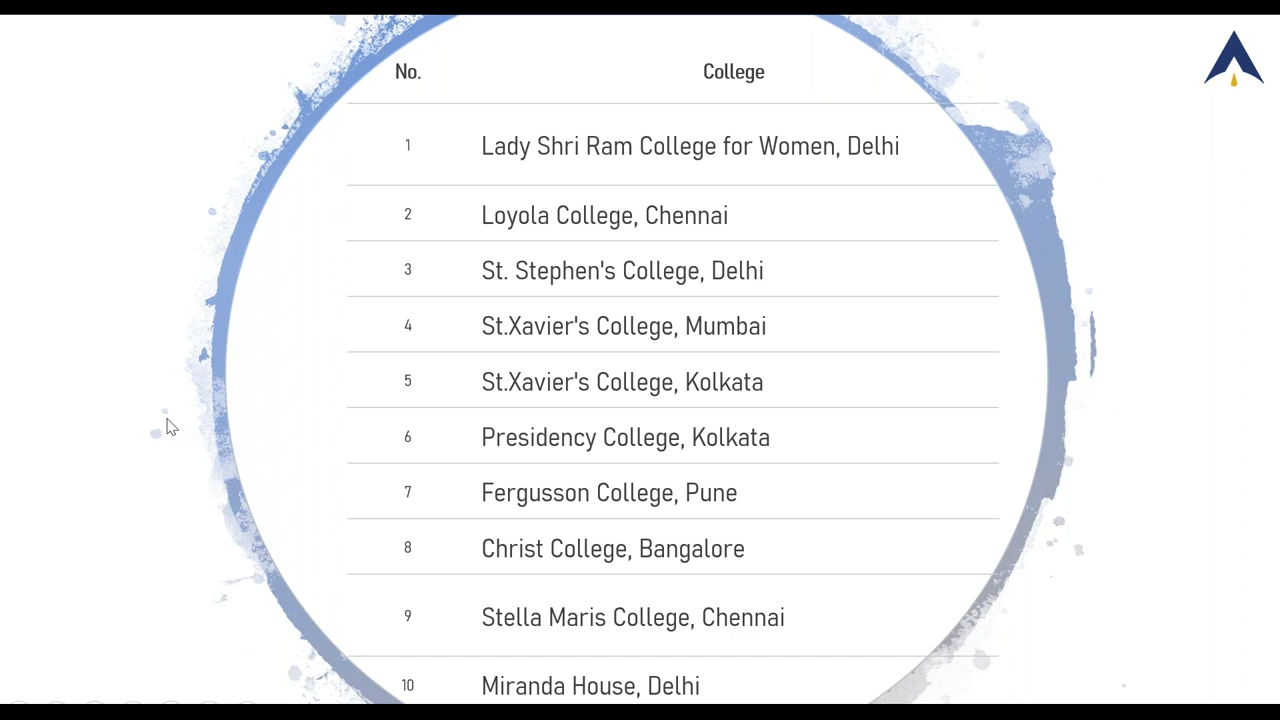 No. College
1 Lady Shri Ram College for Women, Delhi
2 Loyola College, Chennai
3 St. Stephen's College, Delhi
4 St.Xavier's College, Mumbai
5 St.Xavier's College, Kolkata
6 Presidency College, Kolkata
7 Fergusson College, Pune
8 Christ College, Bangalore
9 Stella Maris College, Chennai
10 Miranda House, Delhi